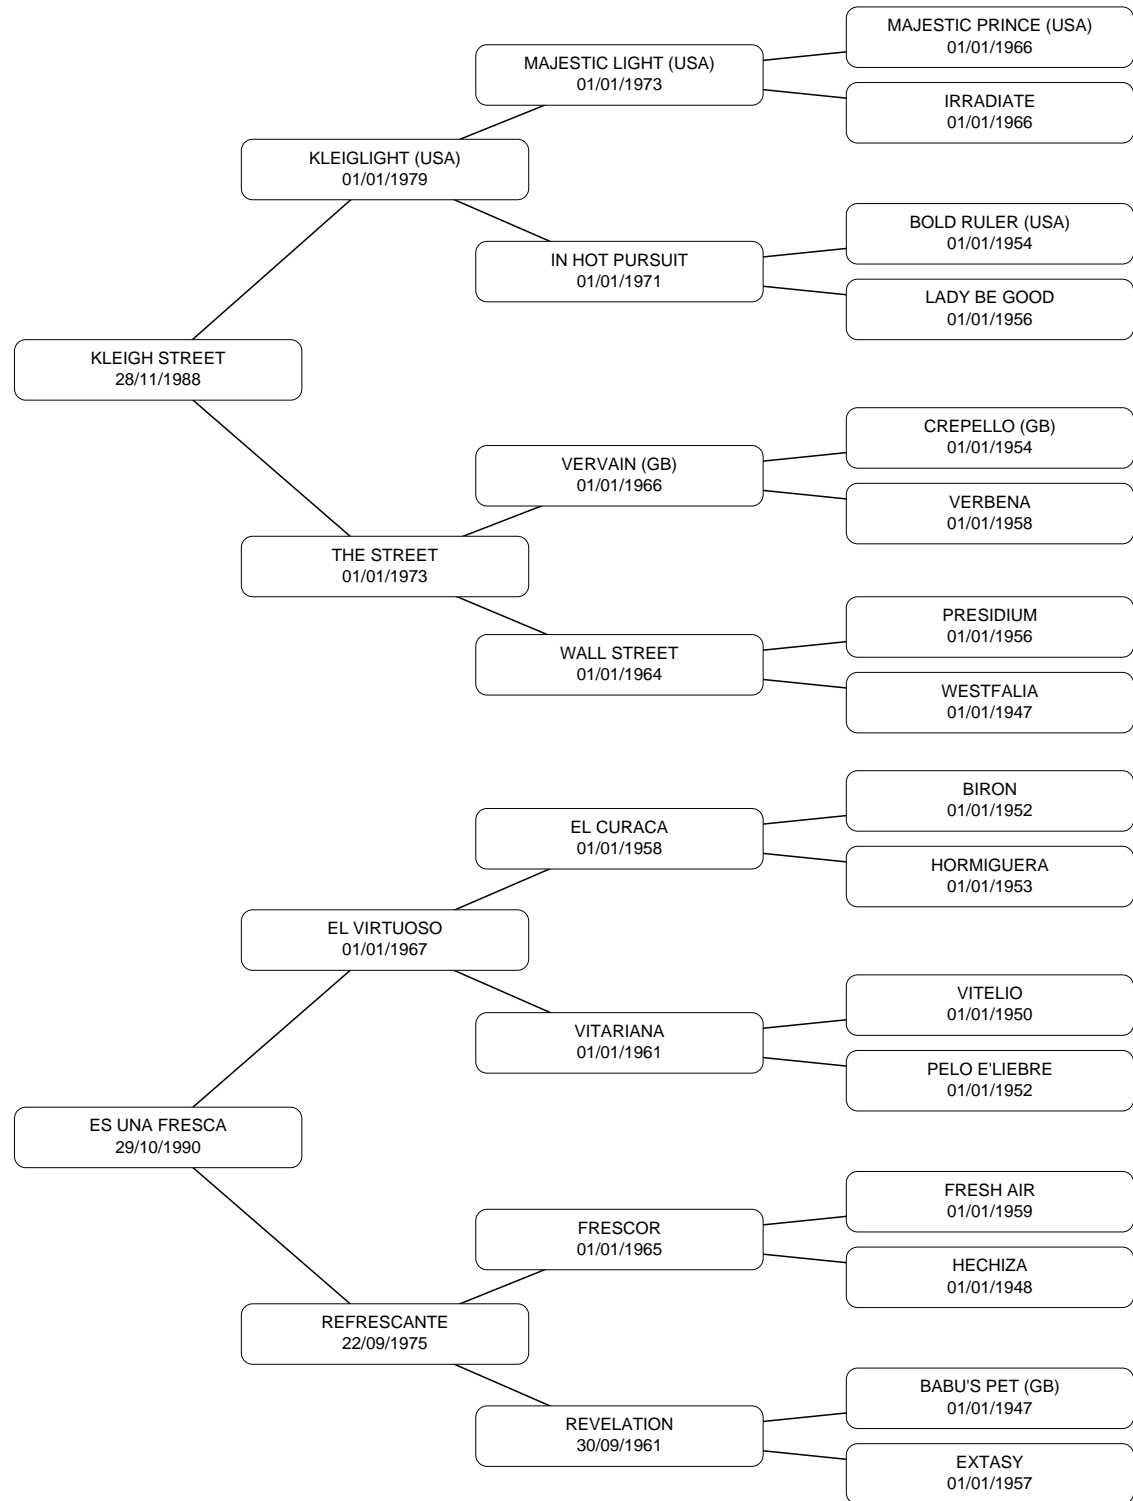 MAJESTIC PRINCE (USA)
01/01/1966
MAJESTIC LIGHT (USA)
01/01/1973
IRRADIATE
01/01/1966
KLEIGLIGHT (USA)
01/01/1979
BOLD RULER (USA)
01/01/1954
IN HOT PURSUIT
01/01/1971
LADY BE GOOD
01/01/1956
KLEIGH STREET
28/11/1988
CREPELLO (GB)
01/01/1954
VERVAIN (GB)
01/01/1966
VERBENA
01/01/1958
THE STREET
01/01/1973
PRESIDIUM
01/01/1956
WALL STREET
01/01/1964
WESTFALIA
01/01/1947
BIRON
01/01/1952
EL CURACA
01/01/1958
HORMIGUERA
01/01/1953
EL VIRTUOSO
01/01/1967
VITELIO
01/01/1950
VITARIANA
01/01/1961
PELO E'LIEBRE
01/01/1952
ES UNA FRESCA
29/10/1990
FRESH AIR
01/01/1959
FRESCOR
01/01/1965
HECHIZA
01/01/1948
REFRESCANTE
22/09/1975
BABU'S PET (GB)
01/01/1947
REVELATION
30/09/1961
EXTASY
01/01/1957